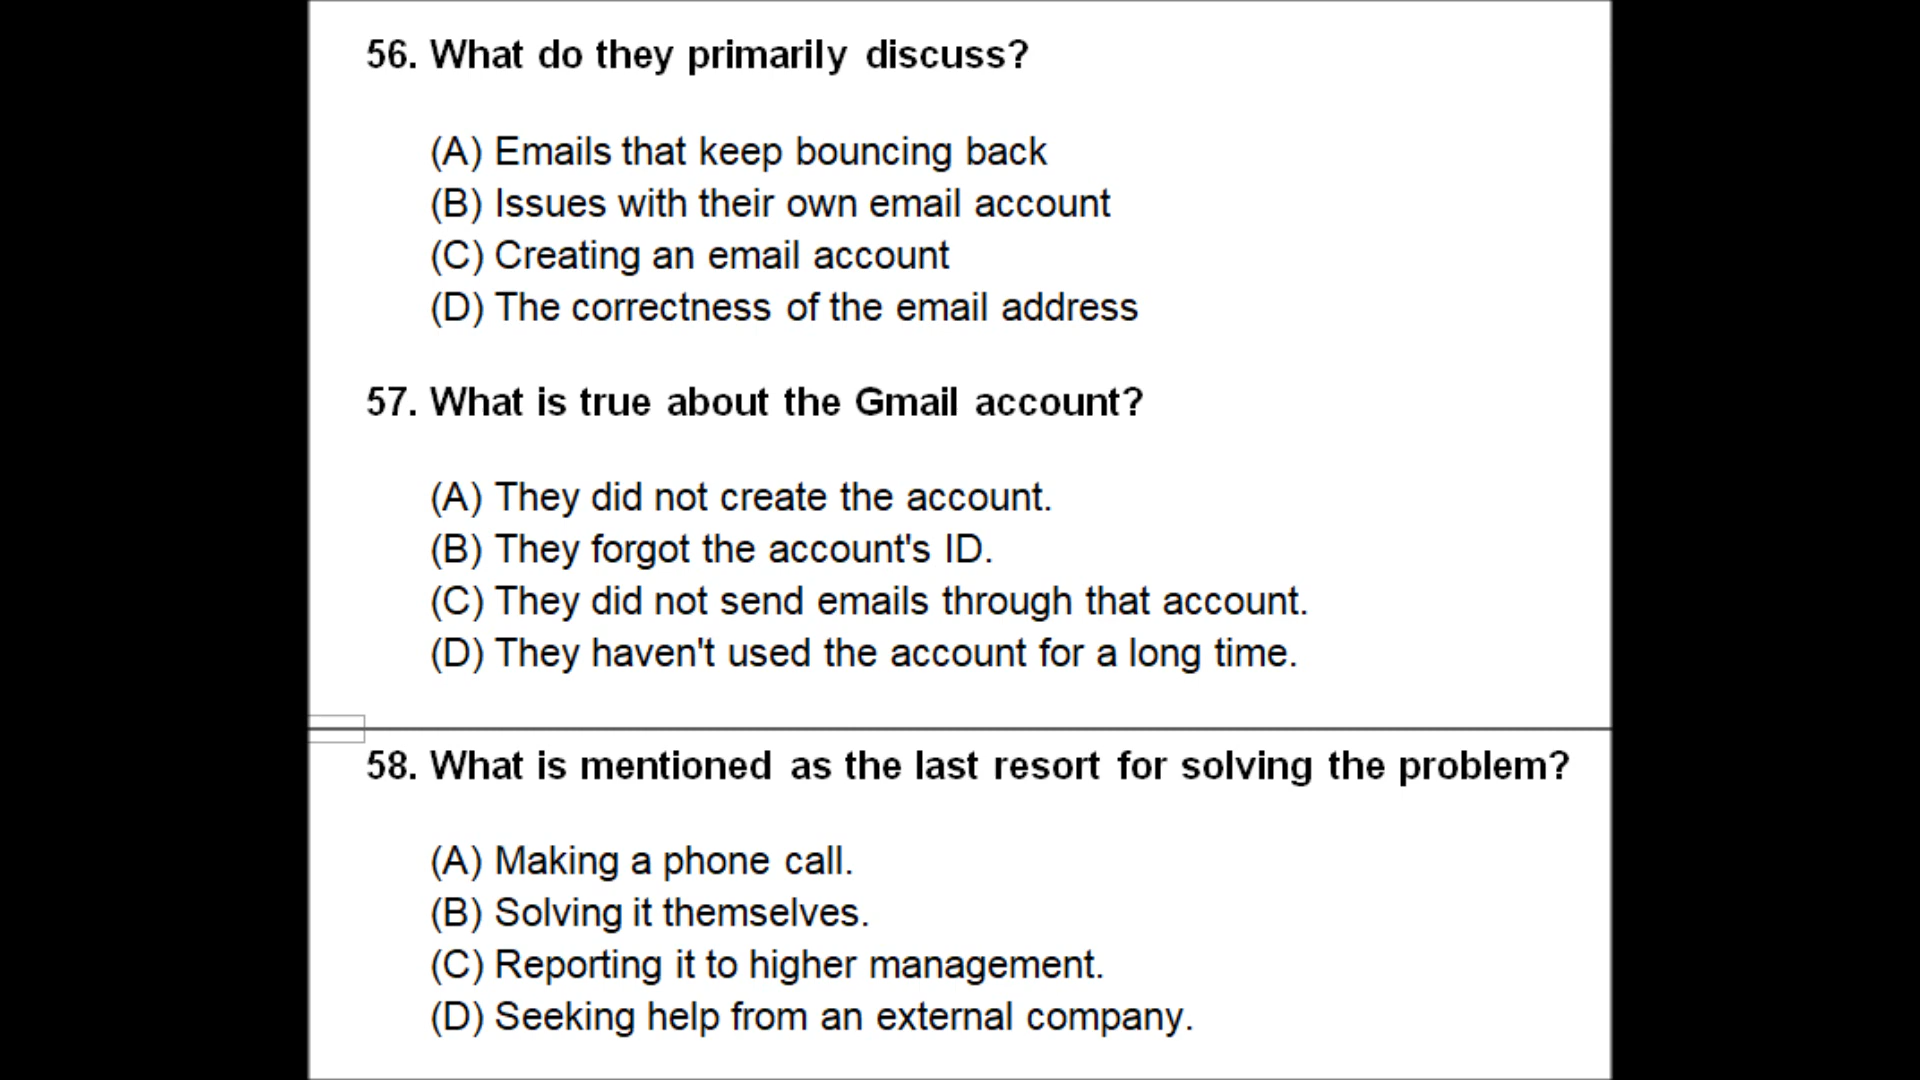 56. What do they primarily discuss?
(A) Emails that keep bouncing back
(B) Issues with their own email account
(C) Creating an email account
(D) The correctness of the email address
57. What is true about the Gmail account?
(A) They did not create the account.
(B) They forgot the account's ID.
(C) They did not send emails through that account.
(D) They haven't used the account for a long time.
58. What is mentioned as the last resort for solving the problem?
(A) Making a phone call.
(B) Solving it themselves.
(C) Reporting it to higher management.
(D) Seeking help from an external company.